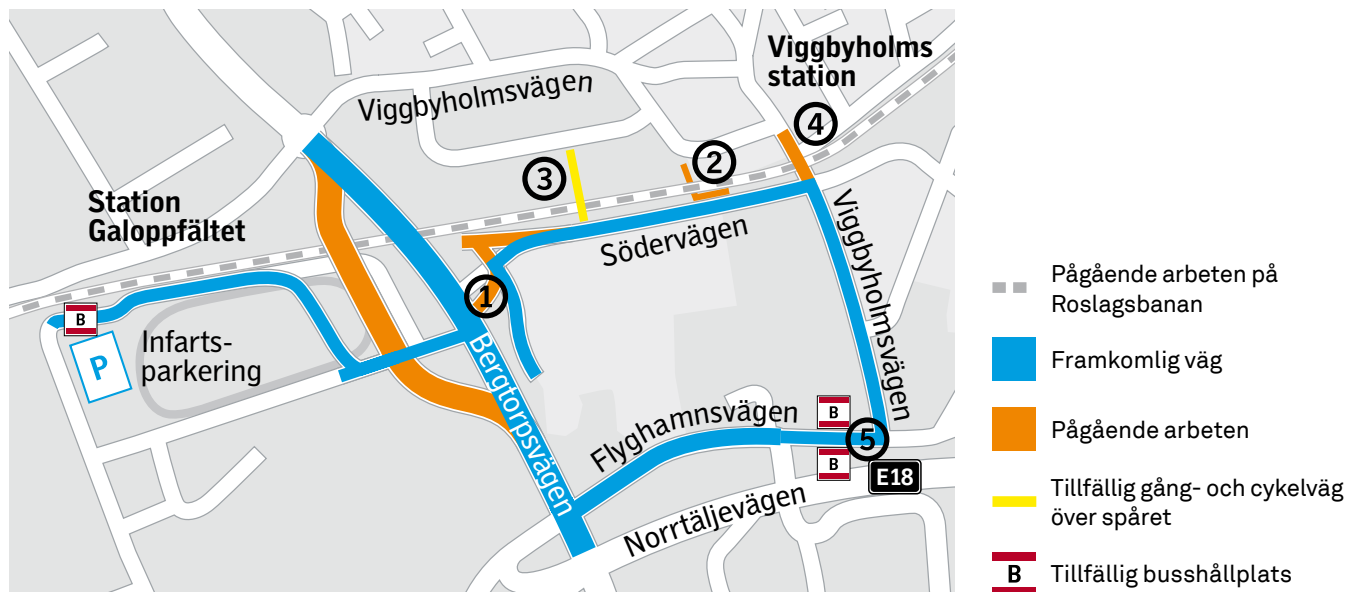 Viggbyholms
station
Viggbyholmsvägen
4
2
3
Station
Galoppfältet
Södervägen
Viggbyholmsvägen
1
B
P
Infarts-
parkering
Bergtorpsvägen
Flyghamnsvägen
B
5
B
E18
Norrtäljevägen
Pågående arbeten på
Roslagsbanan
Framkomlig väg
Pågående arbeten
Tillfällig gång- och cykelväg
över spåret
B
Tillfällig busshållplats